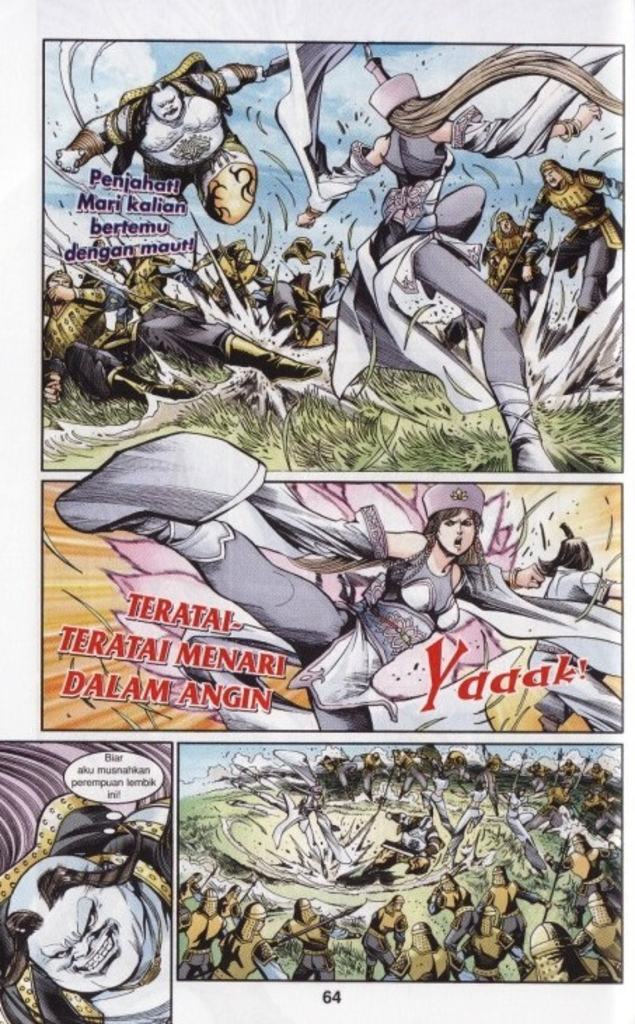 Penjahat!
Mari kalian
bertemu
dengan maut!
TERATAI-
TERATAI MENARI
DALAM ANGIN
Yaaak!
Biar
aku musnahkan
perempuan lembik
ini!
64